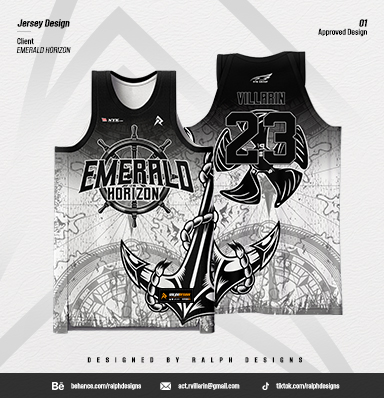 Jersey Design
Client
EMERALD HORIZON
01
Approved Design
VILLARIN
23
EMERALD
HORIZON
DESIGNED BY RALPH DESIGNS
Bē behance.com/ralphdesigns
act.rvillarin@gmail.com
tiktok.com/ralphdesigns